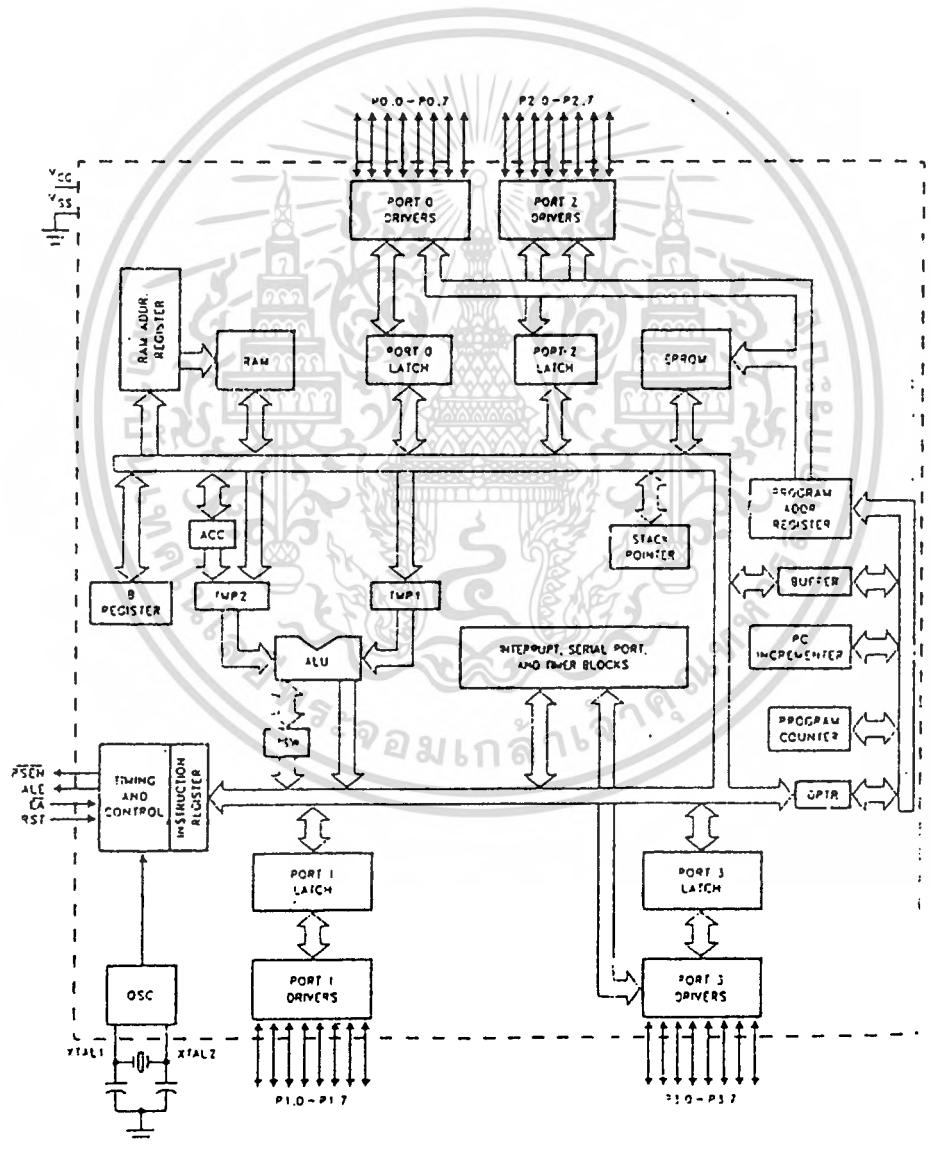 P0.0-P0.7
P2.0-P2.7
VCC
VSS
PORT 0
DRIVERS
PORT 2
DRIVERS
RAM ADDR.
REGISTER
RAM
PORT 0
LATCH
PORT-2
LATCH
EPROM
PROGRAM
ADDR
REGISTER
ACC
STACK
POINTER
B
REGISTER
TMP2
TMP1
BUFFER
ALU
INTERRUPT, SERIAL PORT,
AND TIMER BLOCKS
PC
INCREMENTER
PSW
PROGRAM
COUNTER
PSEN
ALE
EA
RST
TIMING
AND
CONTROL
INSTRUCTION
REGISTER
DPTR
PORT 1
LATCH
PORT 3
LATCH
OSC
PORT 1
DRIVERS
PORT 3
DRIVERS
XTAL1
XTAL2
P1.0-P1.7
P3.0-P3.7